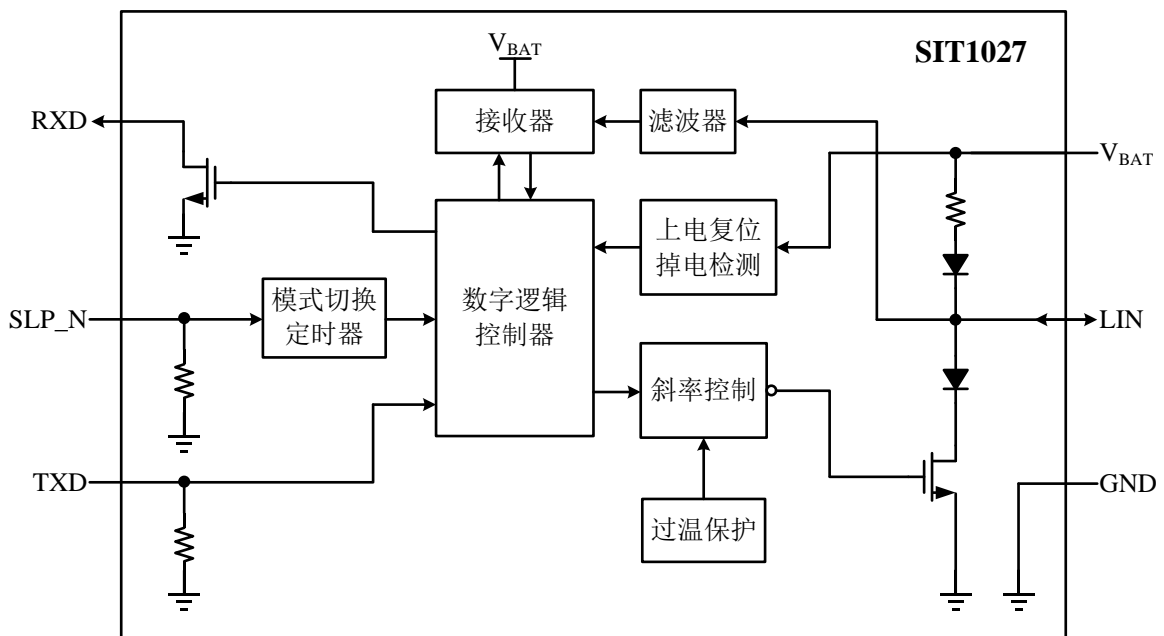 SIT1027
V_BAT
RXD
接收器
滤波器
V_BAT
上电复位
掉电检测
SLP_N
模式切换
定时器
数字逻辑
控制器
LIN
斜率控制
TXD
GND
过温保护